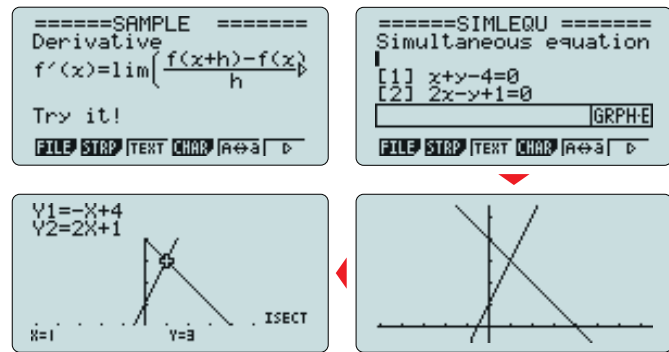 ======SAMPLE =======
Derivative
f'(x)=lim( f(x+h)-f(x)
h
Try it!
FILE STRP TEXT CHAR A↔a ▷
======SIMLEQU =======
Simultaneous equation
[1] x+y-4=0
[2] 2x-y+1=0
GRPH·E
FILE STRP TEXT CHAR A↔a ▷
Y1=-X+4
Y2=2X+1
ISECT
X=1 Y=3